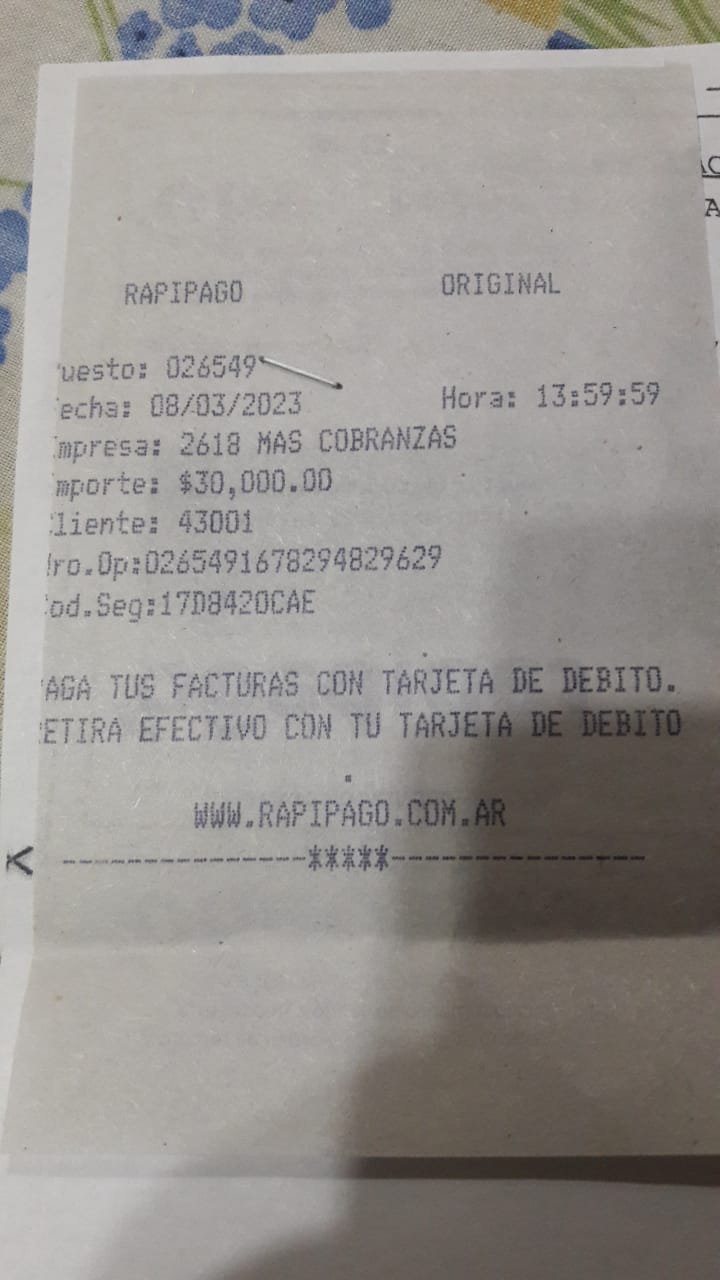 RAPIPAGO ORIGINAL
uesto: 026549
echa: 08/03/2023 Hora: 13:59:59
mpresa: 2618 MAS COBRANZAS
mporte: $30,000.00
liente: 43001
ro.Op:0265491678294829629
od.Seg:17D8420CAE
AGA TUS FACTURAS CON TARJETA DE DEBITO.
ETIRA EFECTIVO CON TU TARJETA DE DEBITO
.
WWW.RAPIPAGO.COM.AR
------------------------*****-------------------------